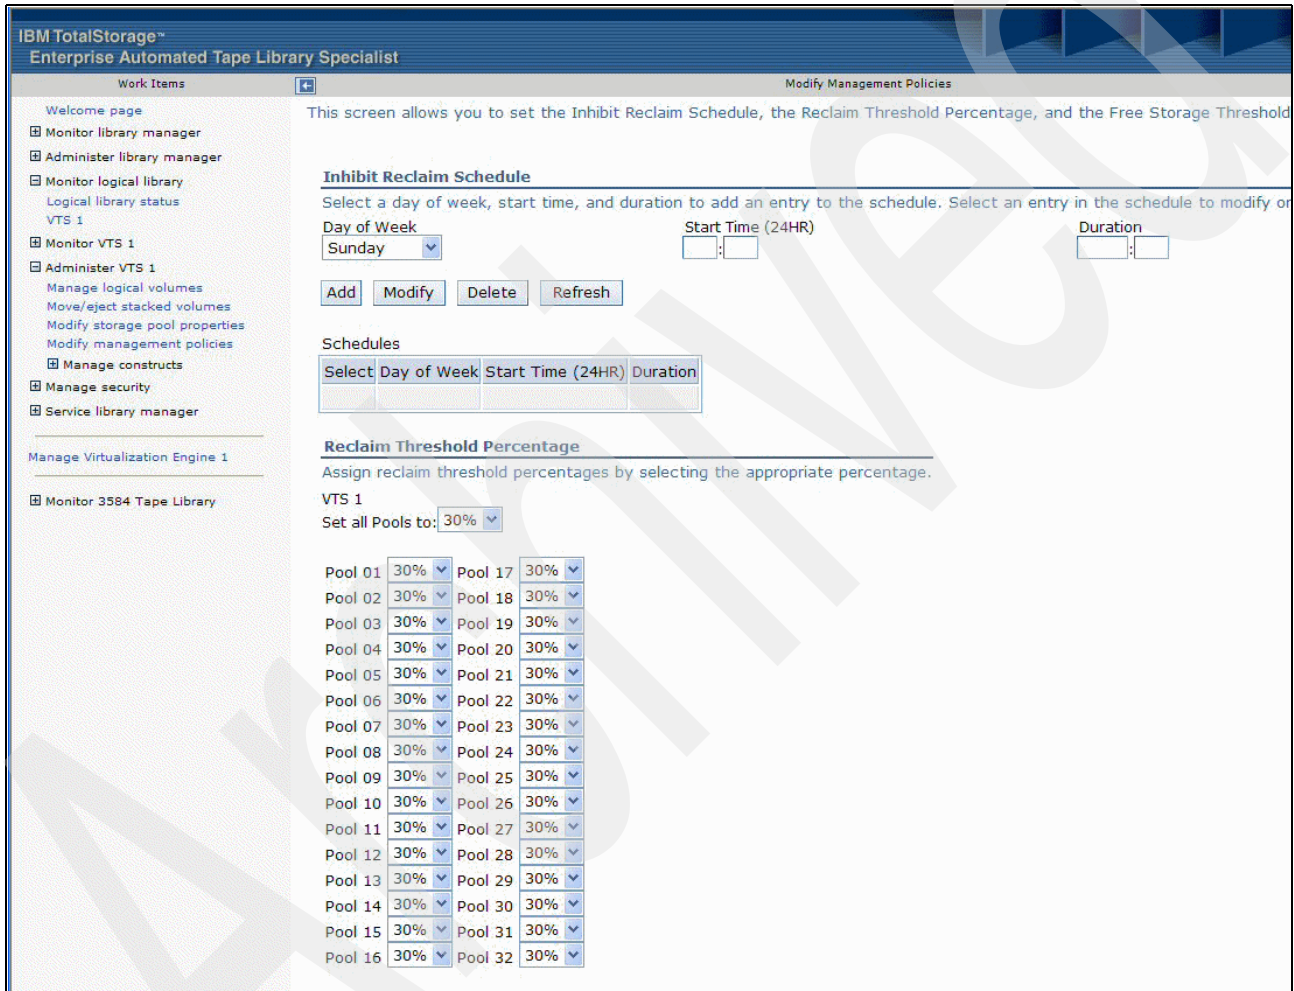 IBM TotalStorage™
Enterprise Automated Tape Library Specialist
Work Items
Modify Management Policies
Welcome page
Monitor library manager
Administer library manager
Monitor logical library
Logical library status
VTS 1
Monitor VTS 1
Administer VTS 1
Manage logical volumes
Move/eject stacked volumes
Modify storage pool properties
Modify management policies
Manage constructs
Manage security
Service library manager
Manage Virtualization Engine 1
Monitor 3584 Tape Library
This screen allows you to set the Inhibit Reclaim Schedule, the Reclaim Threshold Percentage, and the Free Storage Threshold
Inhibit Reclaim Schedule
Select a day of week, start time, and duration to add an entry to the schedule. Select an entry in the schedule to modify or
Day of Week Start Time (24HR) Duration
Sunday : :
Add Modify Delete Refresh
Schedules
Select Day of Week Start Time (24HR) Duration
Reclaim Threshold Percentage
Assign reclaim threshold percentages by selecting the appropriate percentage.
VTS 1
Set all Pools to: 30%
Pool 01 30% Pool 17 30%
Pool 02 30% Pool 18 30%
Pool 03 30% Pool 19 30%
Pool 04 30% Pool 20 30%
Pool 05 30% Pool 21 30%
Pool 06 30% Pool 22 30%
Pool 07 30% Pool 23 30%
Pool 08 30% Pool 24 30%
Pool 09 30% Pool 25 30%
Pool 10 30% Pool 26 30%
Pool 11 30% Pool 27 30%
Pool 12 30% Pool 28 30%
Pool 13 30% Pool 29 30%
Pool 14 30% Pool 30 30%
Pool 15 30% Pool 31 30%
Pool 16 30% Pool 32 30%
Archived